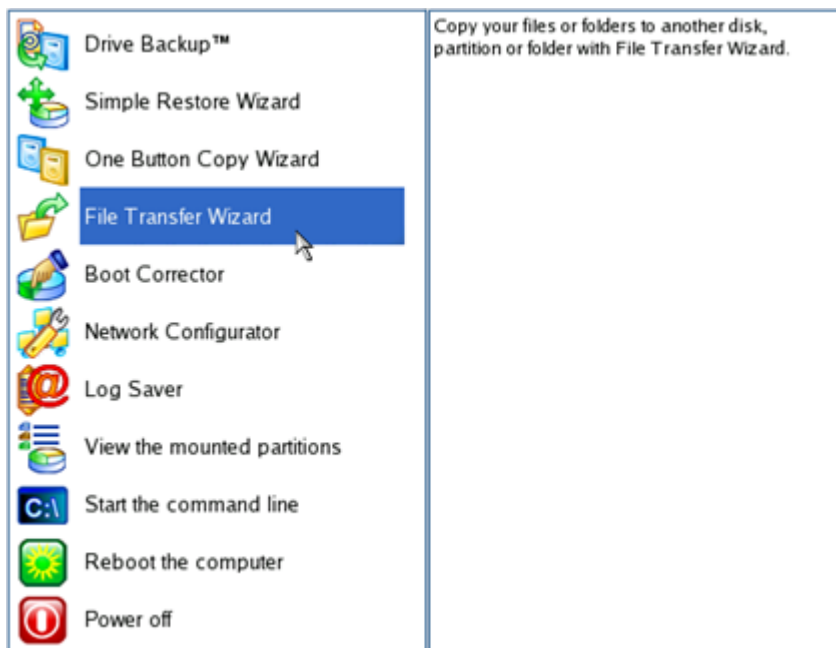 Drive Backup™
Simple Restore Wizard
One Button Copy Wizard
File Transfer Wizard
Boot Corrector
Network Configurator
Log Saver
View the mounted partitions
C:\
Start the command line
Reboot the computer
Power off
Copy your files or folders to another disk,
partition or folder with File Transfer Wizard.